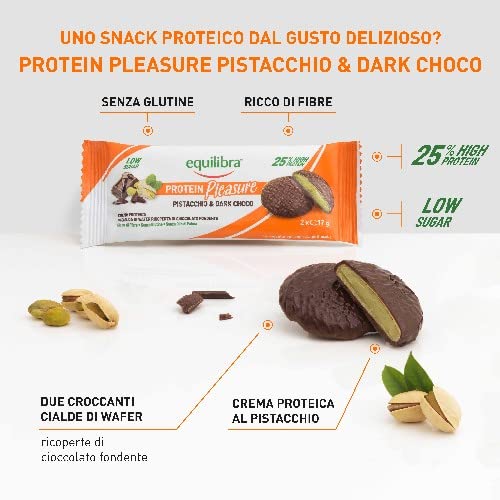 UNO SNACK PROTEICO DAL GUSTO DELIZIOSO?
PROTEIN PLEASURE PISTACCHIO & DARK CHOCO
SENZA GLUTINE
RICCO DI FIBRE
LOW
SUGAR
equilibra
25% HIGH
PROTEIN
PROTEIN Pleasure
PISTACCHIO & DARK CHOCO
25% HIGH
PROTEIN
LOW
SUGAR
DUE CROCCANTI
CIALDE DI WAFER
ricoperte di
cioccolato fondente
CREMA PROTEICA
AL PISTACCHIO